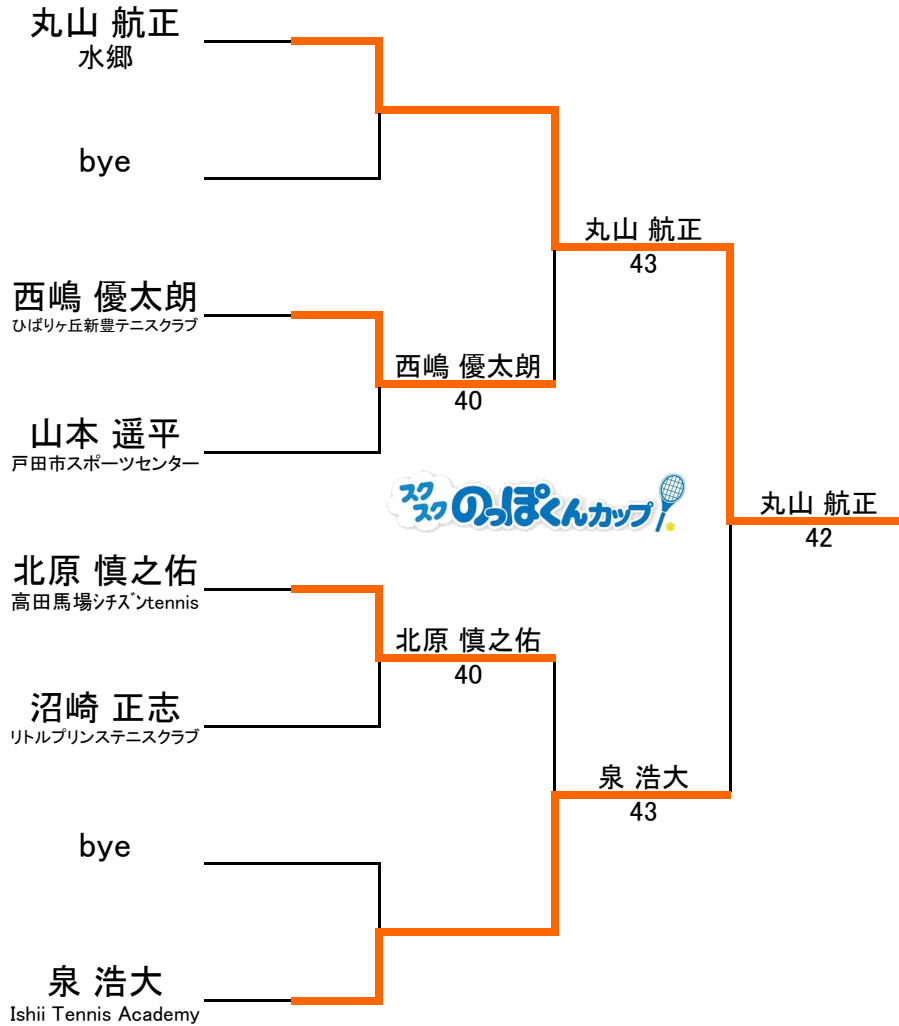 丸山 航正
水郷
bye
丸山 航正
43
西嶋 優太朗
ひばりヶ丘新豊テニスクラブ
西嶋 優太朗
40
山本 遥平
戸田市スポーツセンター
スク
スク
のっぽくんカップ
丸山 航正
42
北原 慎之佑
高田馬場ｼﾁｽﾞﾝtennis
北原 慎之佑
40
沼崎 正志
リトルプリンステニスクラブ
泉 浩大
43
bye
泉 浩大
Ishii Tennis Academy